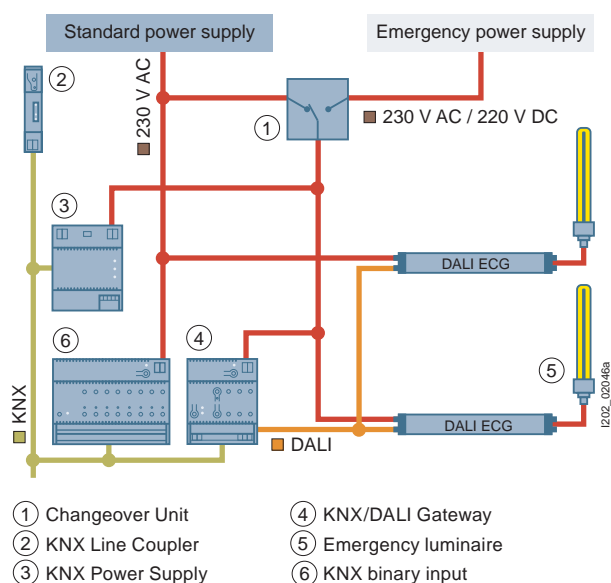 Standard power supply
Emergency power supply
2
230 V AC
1
230 V AC / 220 V DC
3
DALI ECG
6
4
5
I202_02046a
KNX
DALI
DALI ECG
1 Changeover Unit
2 KNX Line Coupler
3 KNX Power Supply
4 KNX/DALI Gateway
5 Emergency luminaire
6 KNX binary input